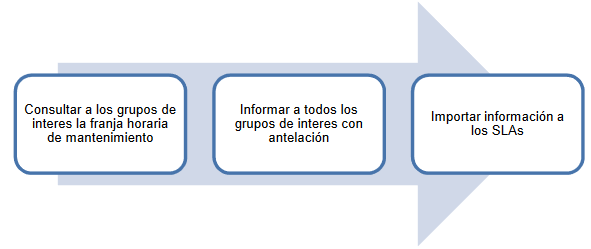 Consultar a los grupos de
interes la franja horaria
de mantenimiento
Informar a todos los
grupos de interes con
antelación
Importar información a
los SLAs